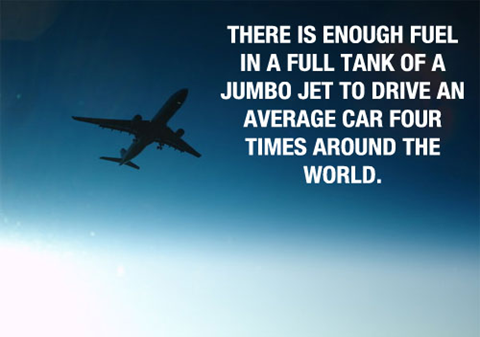 THERE IS ENOUGH FUEL
IN A FULL TANK OF A
JUMBO JET TO DRIVE AN
AVERAGE CAR FOUR
TIMES AROUND THE
WORLD.